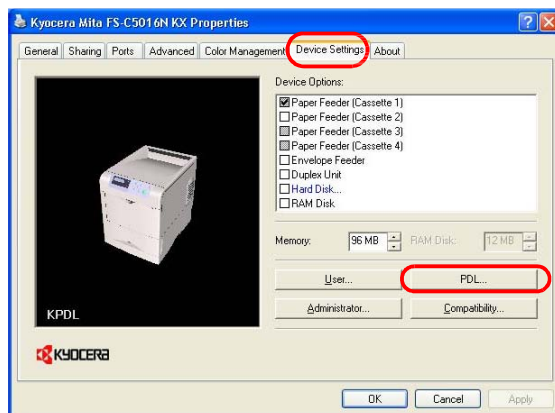 Kyocera Mita FS-C5016N KX Properties
General Sharing Ports Advanced Color Management Device Settings About
Device Options:
Paper Feeder (Cassette 1)
Paper Feeder (Cassette 2)
Paper Feeder (Cassette 3)
Paper Feeder (Cassette 4)
Envelope Feeder
Duplex Unit
Hard Disk...
RAM Disk
Memory: 96 MB RAM Disk: 12 MB
User... PDL...
KPDL
Administrator... Compatibility...
KYOCERA
OK Cancel Apply